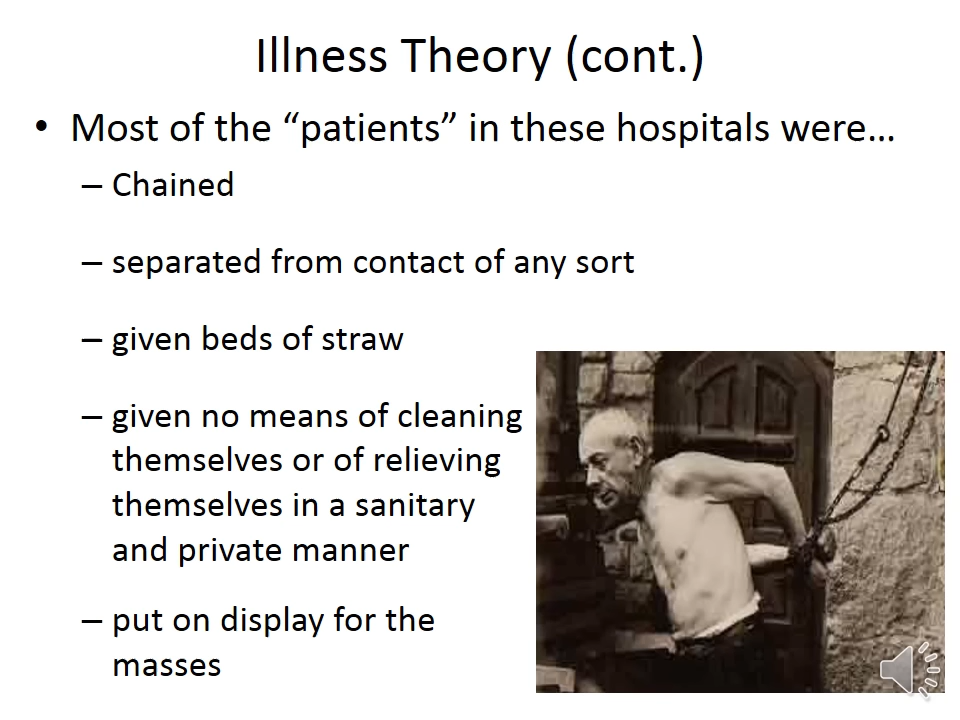 Illness Theory (cont.)
• Most of the “patients” in these hospitals were…
– Chained
– separated from contact of any sort
– given beds of straw
– given no means of cleaning
themselves or of relieving
themselves in a sanitary
and private manner
– put on display for the
masses